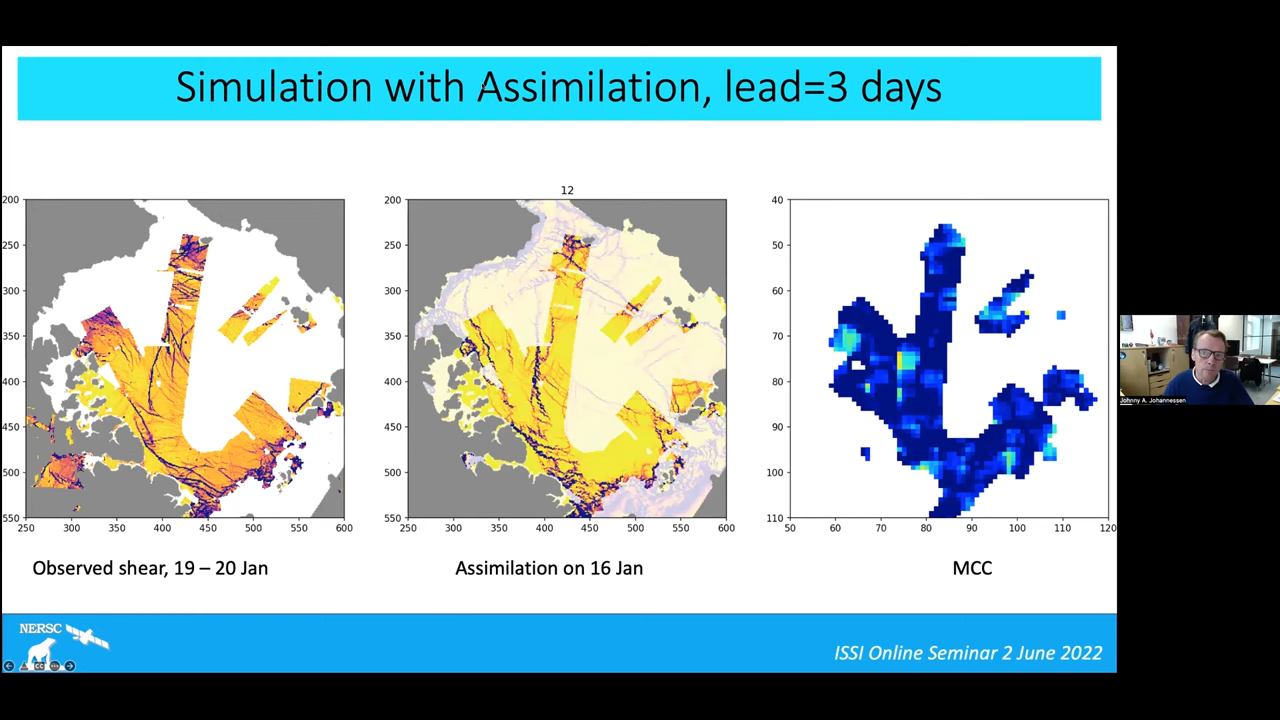 Simulation with Assimilation, lead=3 days
12
200
250
300
350
400
450
500
550
250 300 350 400 450 500 550 600
200
250
300
350
400
450
500
550
250 300 350 400 450 500 550 600
40
50
60
70
80
90
100
110
50 60 70 80 90 100 110 120
Observed shear, 19 – 20 Jan
Assimilation on 16 Jan
MCC
NERSC
ISSI Online Seminar 2 June 2022
Johnny A. Johannessen